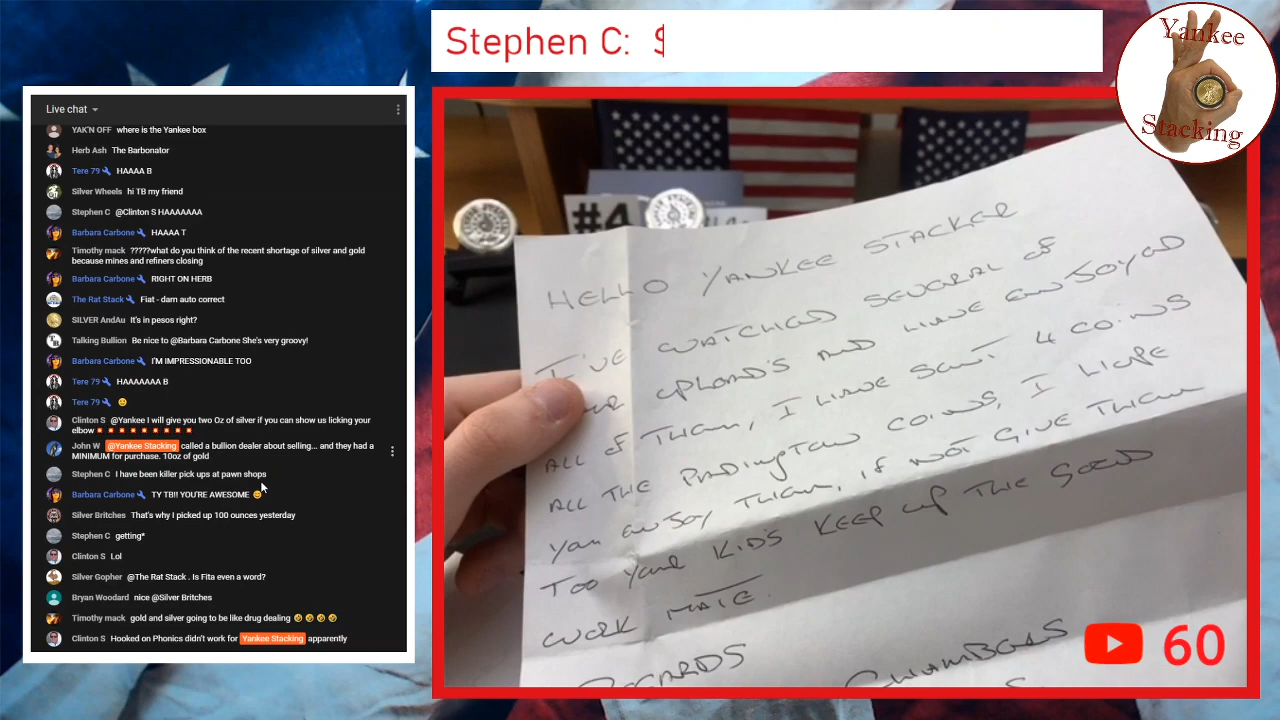 Stephen C: $
Yankee
Stacking
Live chat
YAK'N OFF where is the Yankee box
Herb Ash The Barbonator
Tere 79 HAAAA B
Silver Wheels hi TB my friend
Stephen C @Clinton S HAAAAAAA
Barbara Carbone HAAAA T
Timothy mack ?????what do you think of the recent shortage of silver and gold
because mines and refiners closing
Barbara Carbone RIGHT ON HERB
The Rat Stack Fiat - darn auto correct
SILVER AndAu It's in pesos right?
Talking Bullion Be nice to @Barbara Carbone She's very groovy!
Barbara Carbone I'M IMPRESSIONABLE TOO
Tere 79 HAAAAAAA B
Tere 79 😊
Clinton S @Yankee I will give you two Oz of silver if you can show us licking your
elbow 💥💥💥💥💥💥💥💥💥
John W @Yankee Stacking called a bullion dealer about selling... and they had a
MINIMUM for purchase. 10oz of gold
Stephen C I have been killer pick ups at pawn shops
Barbara Carbone TY TB!! YOU'RE AWESOME 😄
Silver Britches That's why I picked up 100 ounces yesterday
Stephen C getting*
Clinton S Lol
Silver Gopher @The Rat Stack . Is Fita even a word?
Bryan Woodard nice @Silver Britches
Timothy mack gold and silver going to be like drug dealing 🤣🤣🤣🤣
Clinton S Hooked on Phonics didn't work for Yankee Stacking apparently
#4
HELLO YANKEE STACKER
I'VE WATCHED SEVERAL OF
UPLOAD'S AND HAVE ENJOYED
ALL OF THEM, I HAVE SENT 4 COINS
ALL THE PADINGTON COINS, I HOPE
YOU ENJOY THEM, IF NOT GIVE THEM
TOO YOUR KID'S KEEP UP THE GOOD
WORK MATE.
REGARDS
CHAMBERS
60